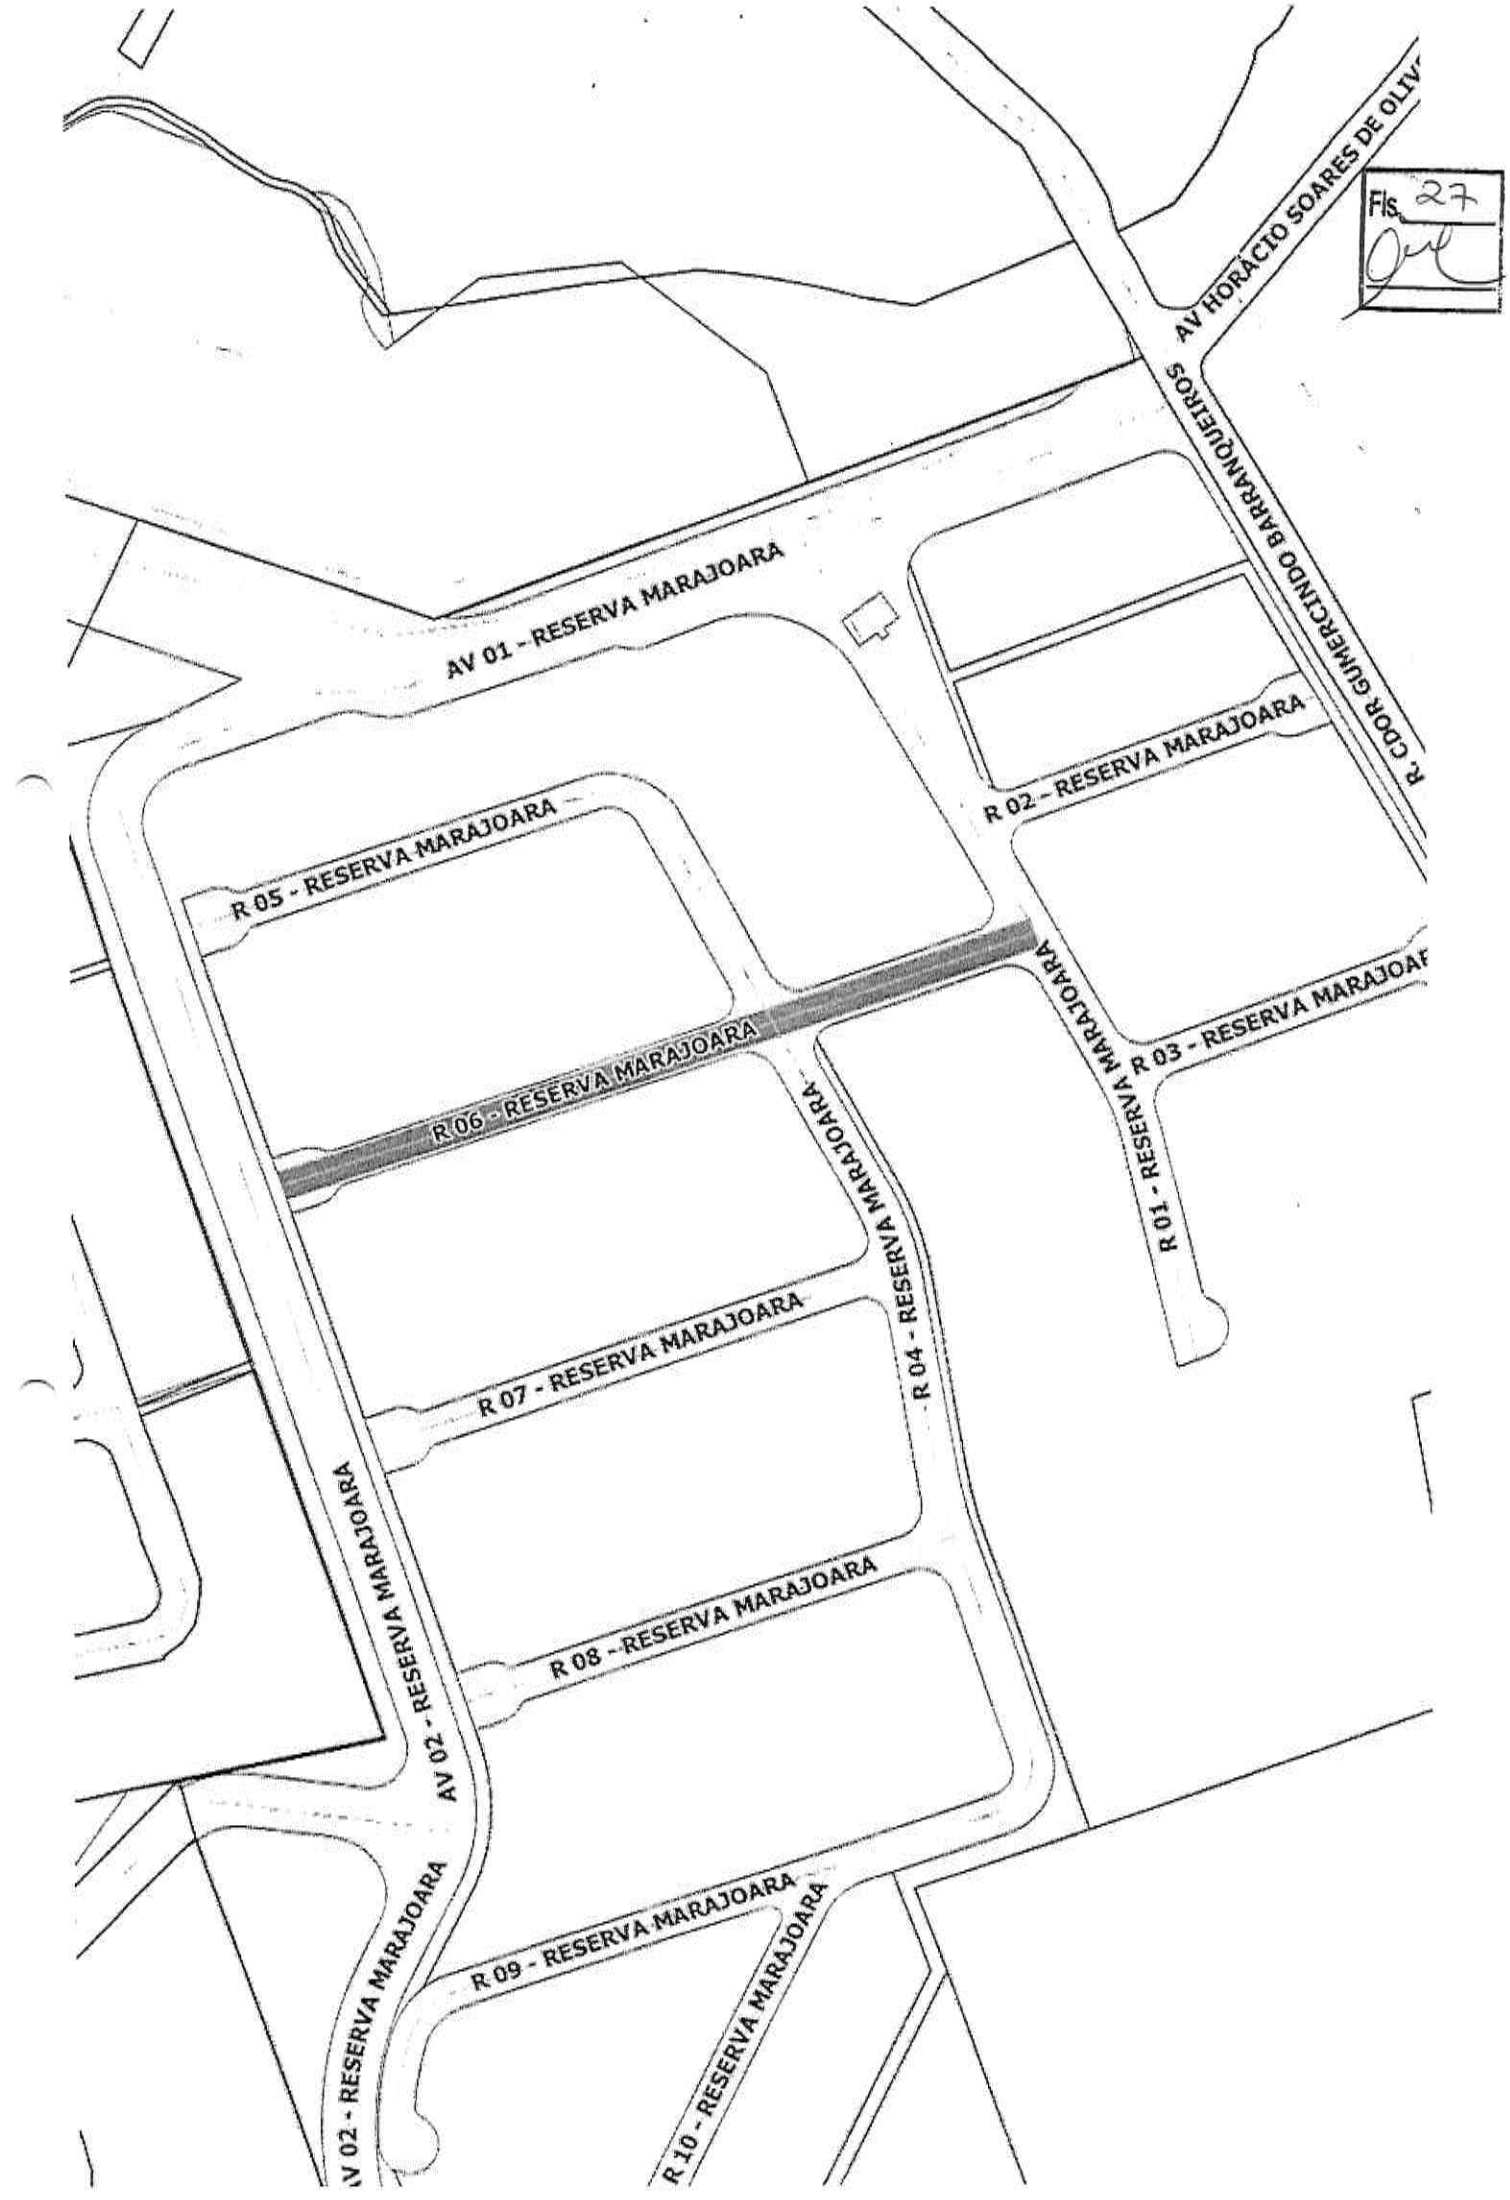 AV HORÁCIO SOARES DE OLIV
Fls. 27
R. CDOR GUMERCINDO BARRANQUEIROS
AV 01 - RESERVA MARAJOARA
R 02 - RESERVA MARAJOARA
R 05 - RESERVA MARAJOARA
R 03 - RESERVA MARAJOAR
R 06 - RESERVA MARAJOARA
R 01 - RESERVA MARAJOARA
R 04 - RESERVA MARAJOARA
R 07 - RESERVA MARAJOARA
AV 02 - RESERVA MARAJOARA
R 08 - RESERVA MARAJOARA
R 09 - RESERVA MARAJOARA
AV 02 - RESERVA MARAJOARA
R 10 - RESERVA MARAJOARA